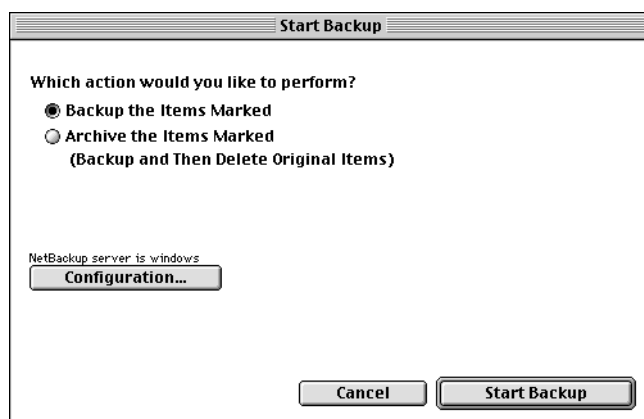 Start Backup
Which action would you like to perform?
Backup the Items Marked
Archive the Items Marked
(Backup and Then Delete Original Items)
NetBackup server is windows
Configuration...
Cancel
Start Backup